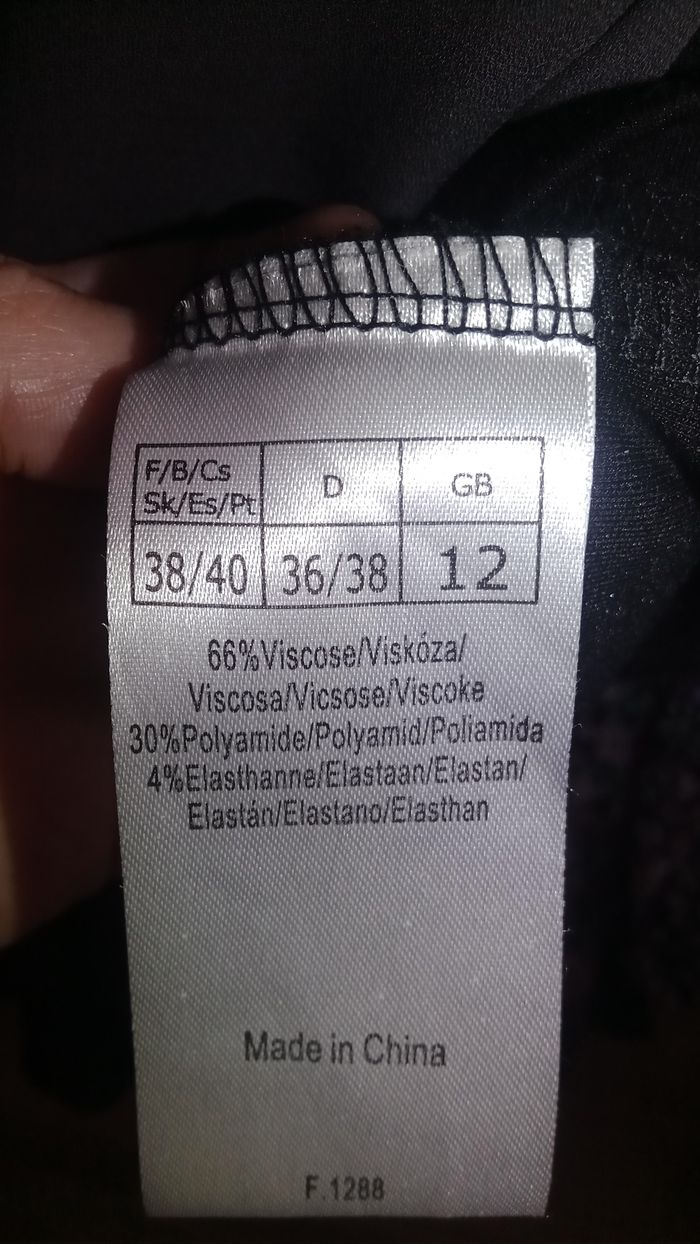 F/B/Cs D GB
Sk/Es/Pt
38/40 36/38 12
66%Viscose/Viskóza/
Viscosa/Vicsose/Viscoke
30%Polyamide/Polyamid/Poliamida
4%Elasthanne/Elastaan/Elastan/
Elastán/Elastano/Elasthan
Made in China
F.1288